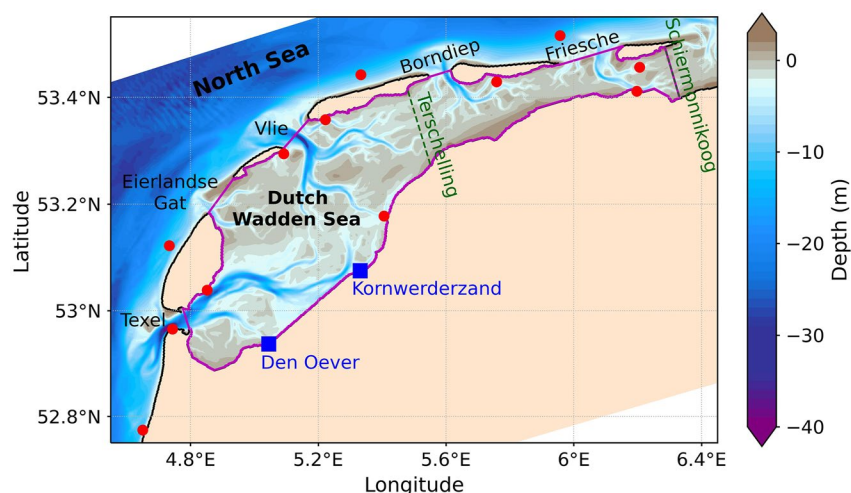 North Sea
Borndiep
Friesche
Schiermonnikoog
Vlie
Terschelling
Eierlandse
Gat
Dutch
Wadden Sea
Kornwerderzand
Texel
Den Oever
53.4°N
53.2°N
53°N
52.8°N
Latitude
4.8°E
5.2°E
5.6°E
6°E
6.4°E
Longitude
0
−10
−20
−30
−40
Depth (m)